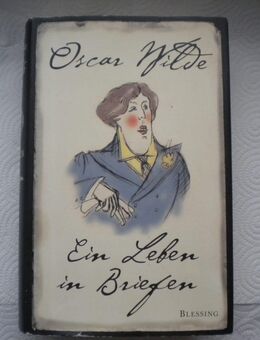 Oscar Wilde
Ein Leben
in Briefen
BLESSING